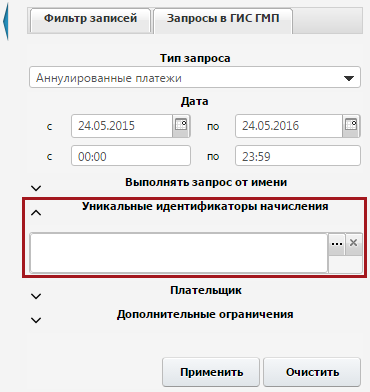 Фильтр записей Запросы в ГИС ГМП
Тип запроса
Аннулированные платежи
Дата
с 24.05.2015 по 24.05.2016
с 00:00 по 23:59
Выполнять запрос от имени
Уникальные идентификаторы начисления
Плательщик
Дополнительные ограничения
Применить Очистить